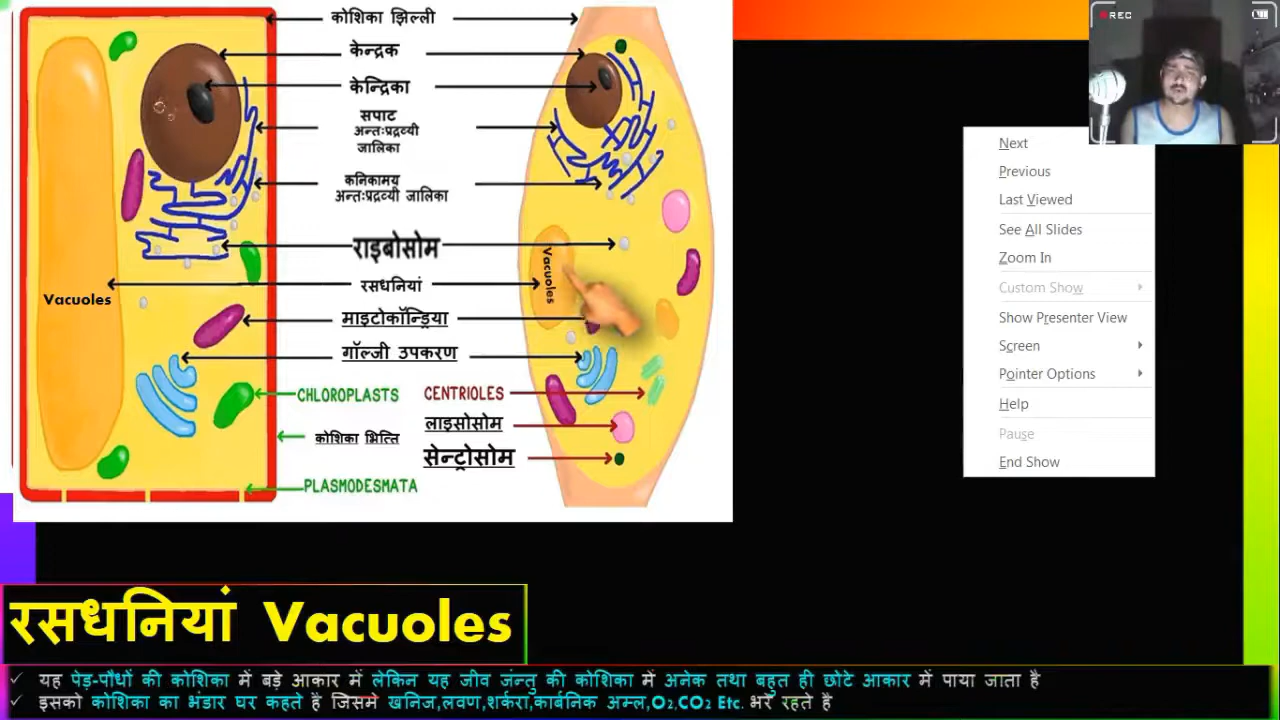 REC
कोशिका झिल्ली
केन्द्रक
केन्द्रिका
सपाट
अन्तःप्रद्रव्यी
जालिका
कनिकामय
अन्तःप्रद्रव्यी जालिका
राइबोसोम
रसधनियां
माइटोकॉन्ड्रिया
गॉल्जी उपकरण
CHLOROPLASTS
CENTRIOLES
लाइसोसोम
कोशिका भित्ति
सेन्ट्रोसोम
PLASMODESMATA
Vacuoles
Vacuoles
Next
Previous
Last Viewed
See All Slides
Zoom In
Custom Show
Show Presenter View
Screen
Pointer Options
Help
Pause
End Show
रसधनियां Vacuoles
यह पेड़-पौधों की कोशिका में बड़े आकार में लेकिन यह जीव जंन्तु की कोशिका में अनेक तथा बहुत ही छोटे आकार में पाया जाता है
इसको कोशिका का भंडार घर कहते हैं जिसमे खनिज,लवण,शर्करा,कार्बनिक अम्ल,O2,CO2 Etc. भरे रहते है